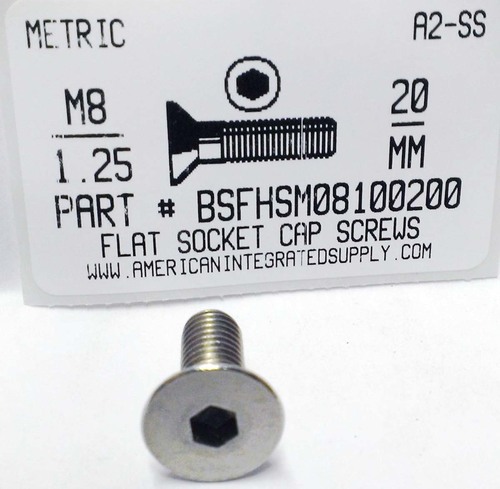 METRIC A2-SS
M8 20
1.25 MM
PART # BSFHSM08100200
FLAT SOCKET CAP SCREWS
WWW.AMERICANINTEGRATEDSUPPLY.COM